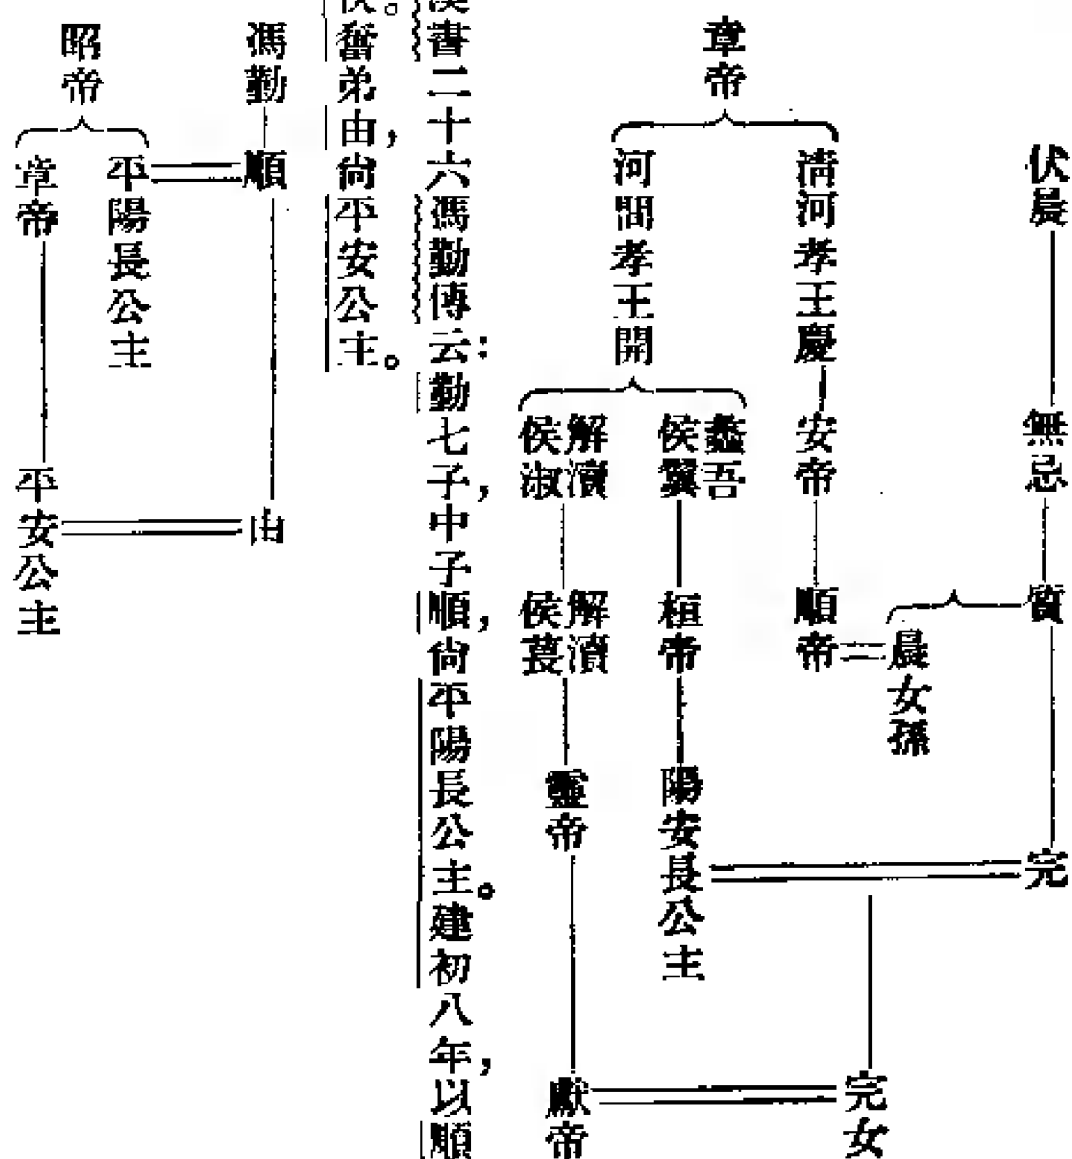 伏晨
無忌
質
完
晨女孫
完女
章帝
清河孝王慶
安帝
順帝
河間孝王開
蠡吾
侯翼
桓帝
陽安長公主
解瀆
侯淑
解瀆
侯萇
靈帝
獻帝
書二十六馮勤傳云：勤七子，中子順，尚平陽長公主。建初八年，以順
。奮弟由，尚平安公主。
馮勤
順
由
昭帝
平陽長公主
章帝
平安公主